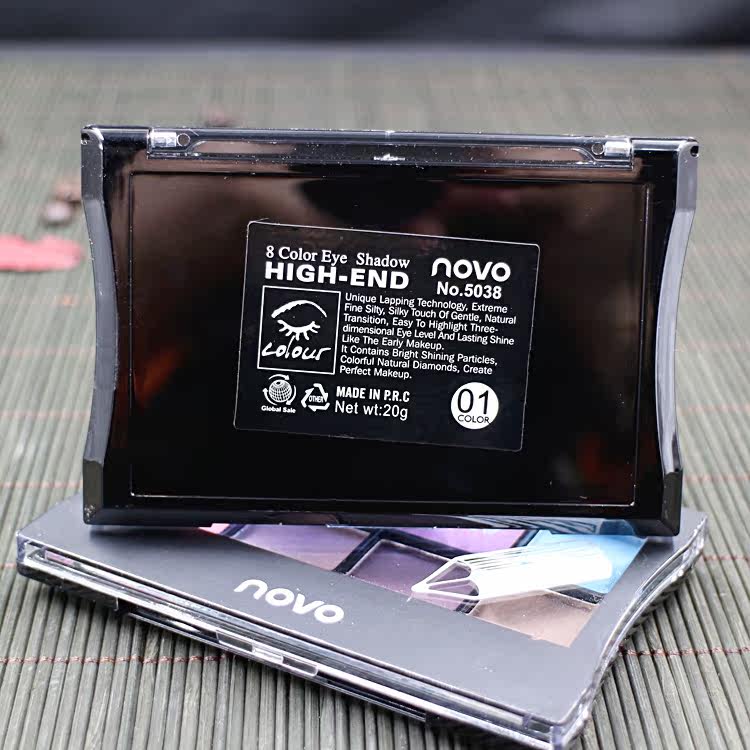 8 Color Eye Shadow
HIGH-END
novo
No.5038
colour
Unique Lapping Technology, Extreme
Fine Silty, Silky Touch Of Gentle, Natural
Transition, Easy To Highlight Three-
dimensional Eye Level And Lasting Shine
Like The Early Makeup.
It Contains Bright Shining Particles,
Colorful Natural Diamonds, Create
Perfect Makeup.
Global Sale
OTHER
MADE IN P.R.C
Net wt:20g
01
COLOR
novo